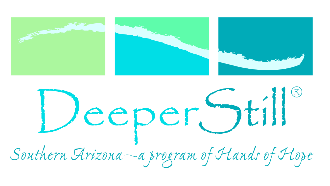 DeeperStill®
Southern Arizona --a program of Hands of Hope